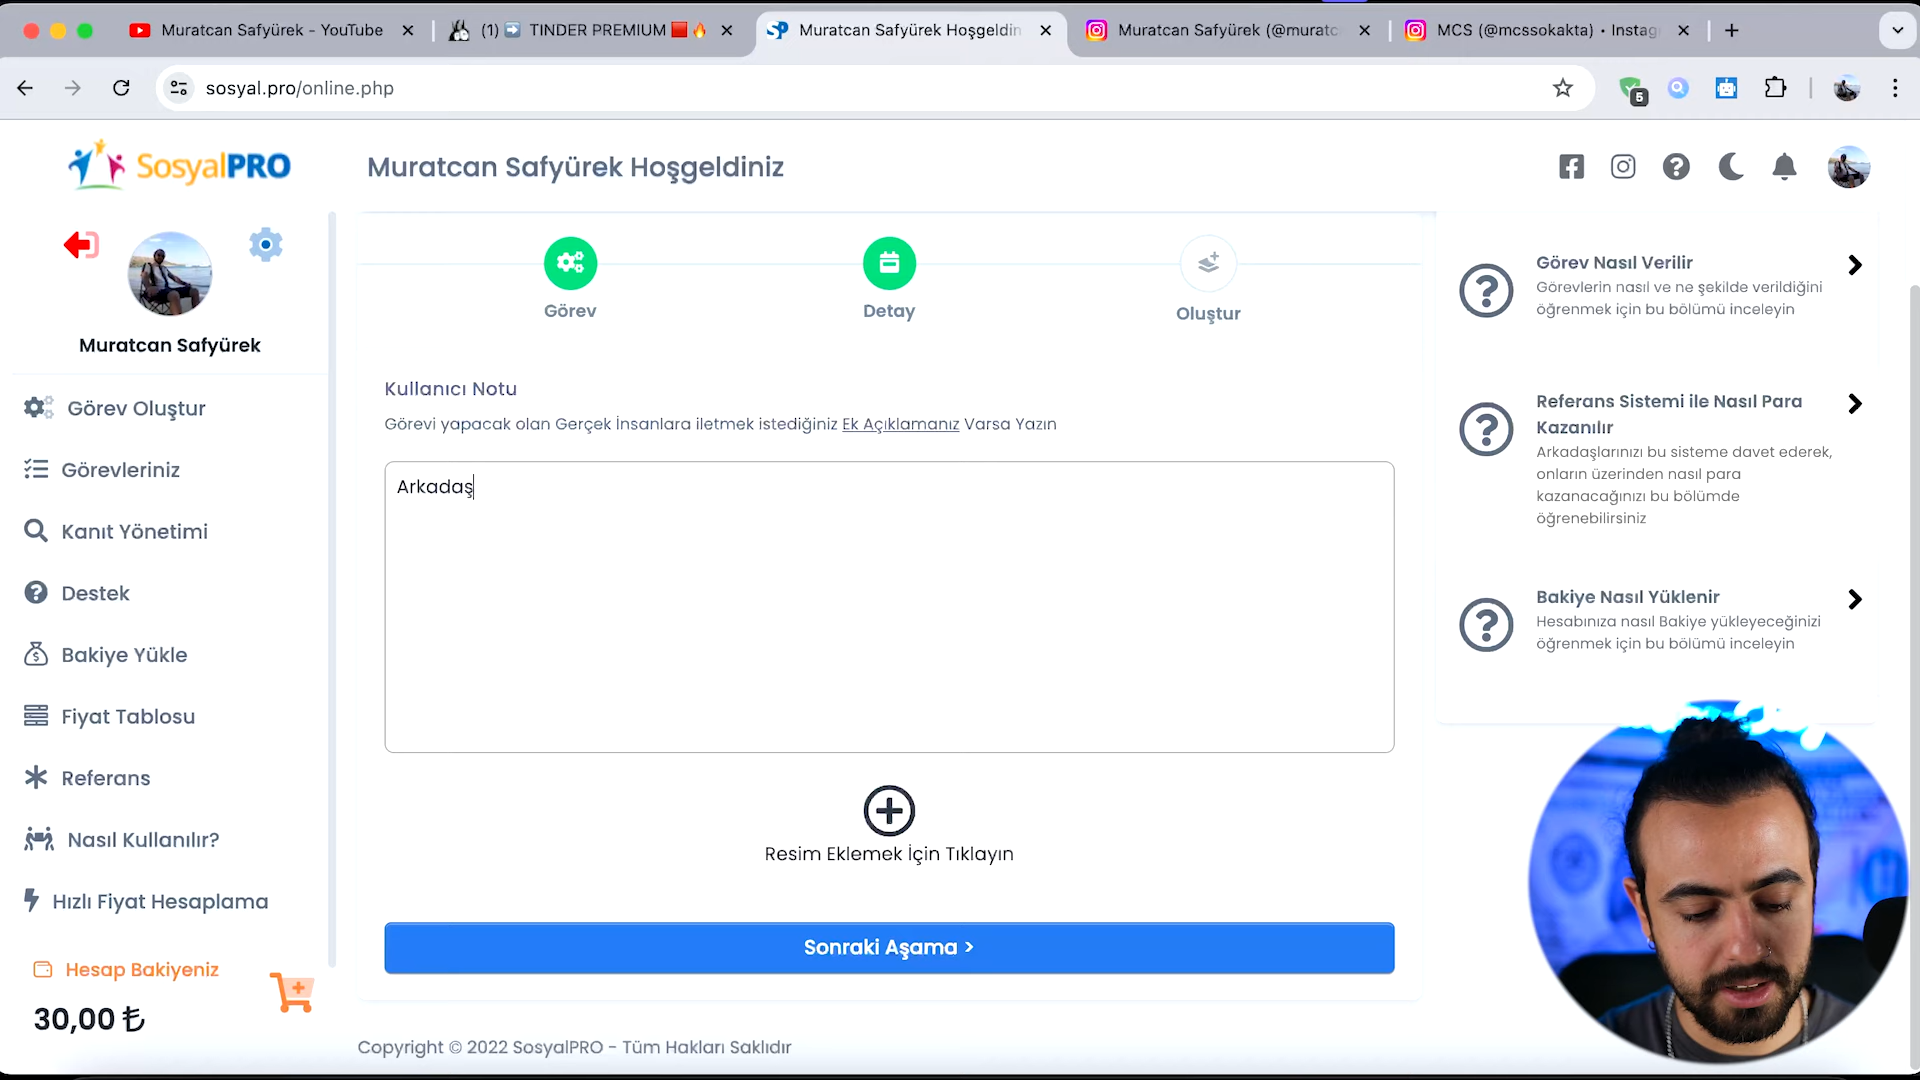 Muratcan Safyürek - YouTube
(1) ➡️ TINDER PREMIUM 🟥🔥
Muratcan Safyürek Hoşgeldin
Muratcan Safyürek (@muratc
MCS (@mcssokakta) • Instag
sosyal.pro/online.php
5
SosyalPRO
Muratcan Safyürek Hoşgeldiniz
Muratcan Safyürek
Görev Oluştur
Görevleriniz
Kanıt Yönetimi
Destek
Bakiye Yükle
Fiyat Tablosu
Referans
Nasıl Kullanılır?
Hızlı Fiyat Hesaplama
Hesap Bakiyeniz
30,00 ₺
Görev
Detay
Oluştur
Kullanıcı Notu
Görevi yapacak olan Gerçek İnsanlara iletmek istediğiniz Ek Açıklamanız Varsa Yazın
Arkadaş
Resim Eklemek İçin Tıklayın
Sonraki Aşama >
Copyright © 2022 SosyalPRO - Tüm Hakları Saklıdır
Görev Nasıl Verilir
Görevlerin nasıl ve ne şekilde verildiğini
öğrenmek için bu bölümü inceleyin
Referans Sistemi ile Nasıl Para
Kazanılır
Arkadaşlarınızı bu sisteme davet ederek,
onların üzerinden nasıl para
kazanacağınızı bu bölümde
öğrenebilirsiniz
Bakiye Nasıl Yüklenir
Hesabınıza nasıl Bakiye yükleyeceğinizi
öğrenmek için bu bölümü inceleyin